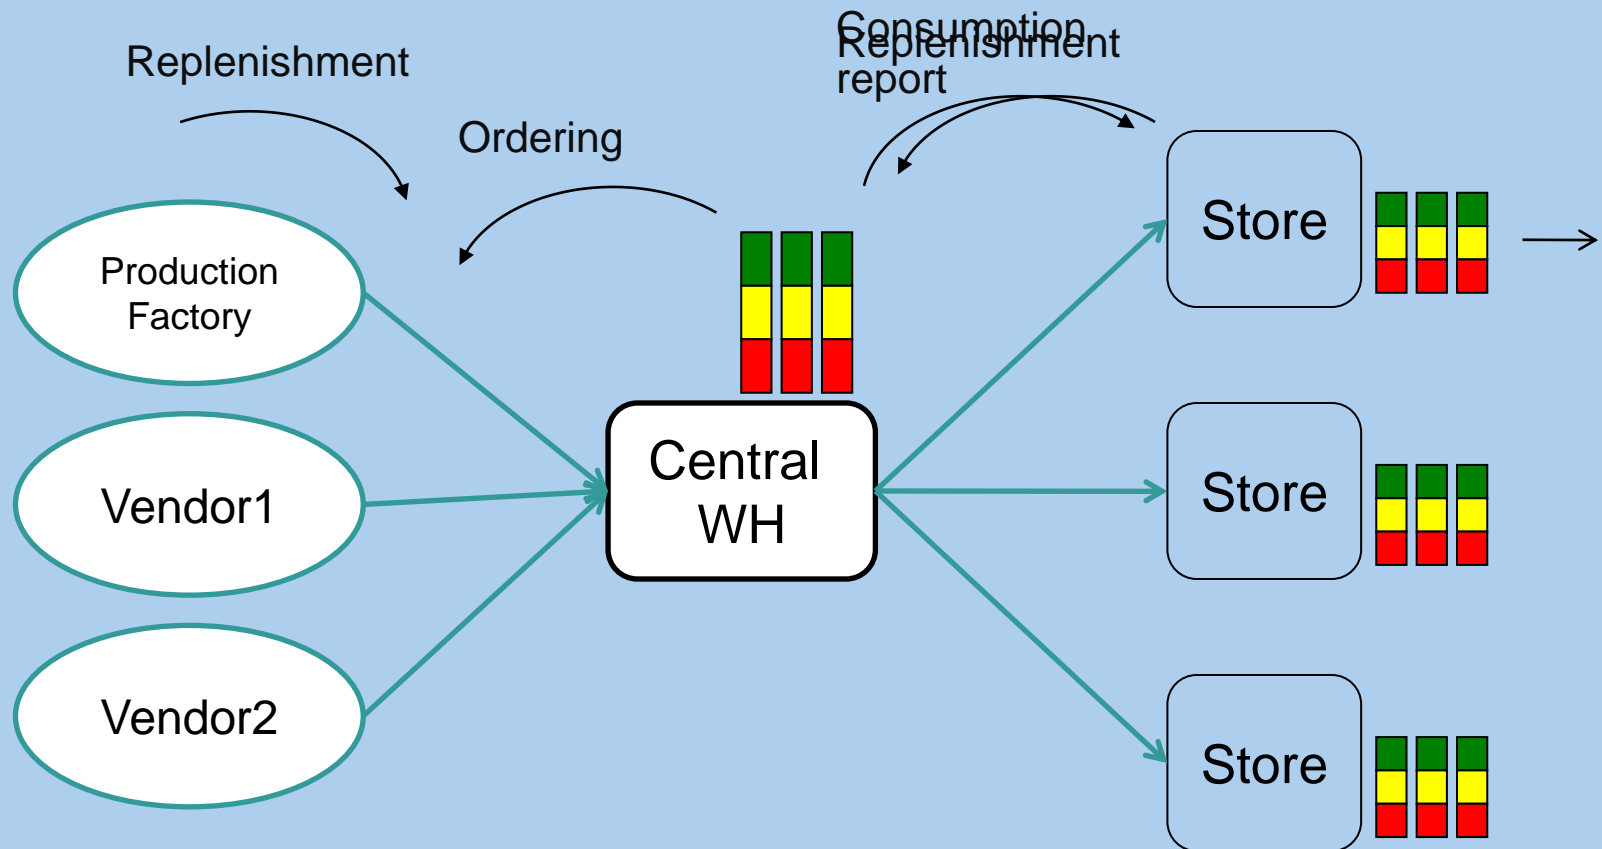 Replenishment
Ordering
Consumption
report
Replenishment
Production
Factory
Vendor1
Vendor2
Central
WH
Store
Store
Store